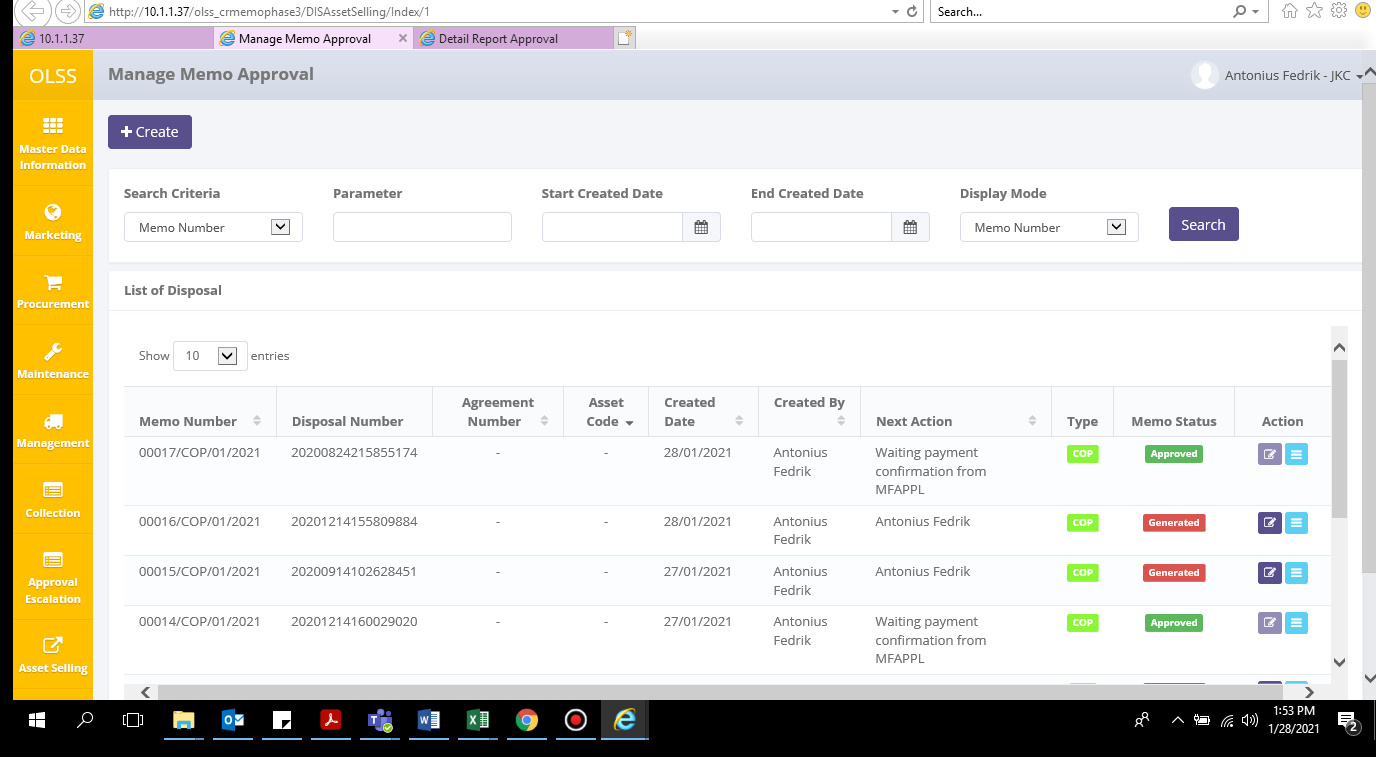 http://10.1.1.37/olss_crmemophase3/DISAssetSelling/Index/1
Search...
10.1.1.37
Manage Memo Approval
Detail Report Approval
OLSS
Manage Memo Approval
Antonius Fedrik - JKC
Create
Master Data
Information
Marketing
Procurement
Maintenance
Management
Collection
Approval
Escalation
Asset Selling
Search Criteria
Parameter
Start Created Date
End Created Date
Display Mode
Memo Number
Memo Number
Search
List of Disposal
Show 10 entries
Memo Number
Disposal Number
Agreement
Number
Asset
Code
Created
Date
Created By
Next Action
Type
Memo Status
Action
00017/COP/01/2021 20200824215855174 - - 28/01/2021 Antonius Waiting payment COP Approved
Fedrik confirmation from
MFAPPL
00016/COP/01/2021 20201214155809884 - - 28/01/2021 Antonius Antonius Fedrik COP Generated
Fedrik
00015/COP/01/2021 20200914102628451 - - 27/01/2021 Antonius Antonius Fedrik COP Generated
Fedrik
00014/COP/01/2021 20201214160029020 - - 27/01/2021 Antonius Waiting payment COP Approved
Fedrik confirmation from
MFAPPL
1:53 PM
1/28/2021
2